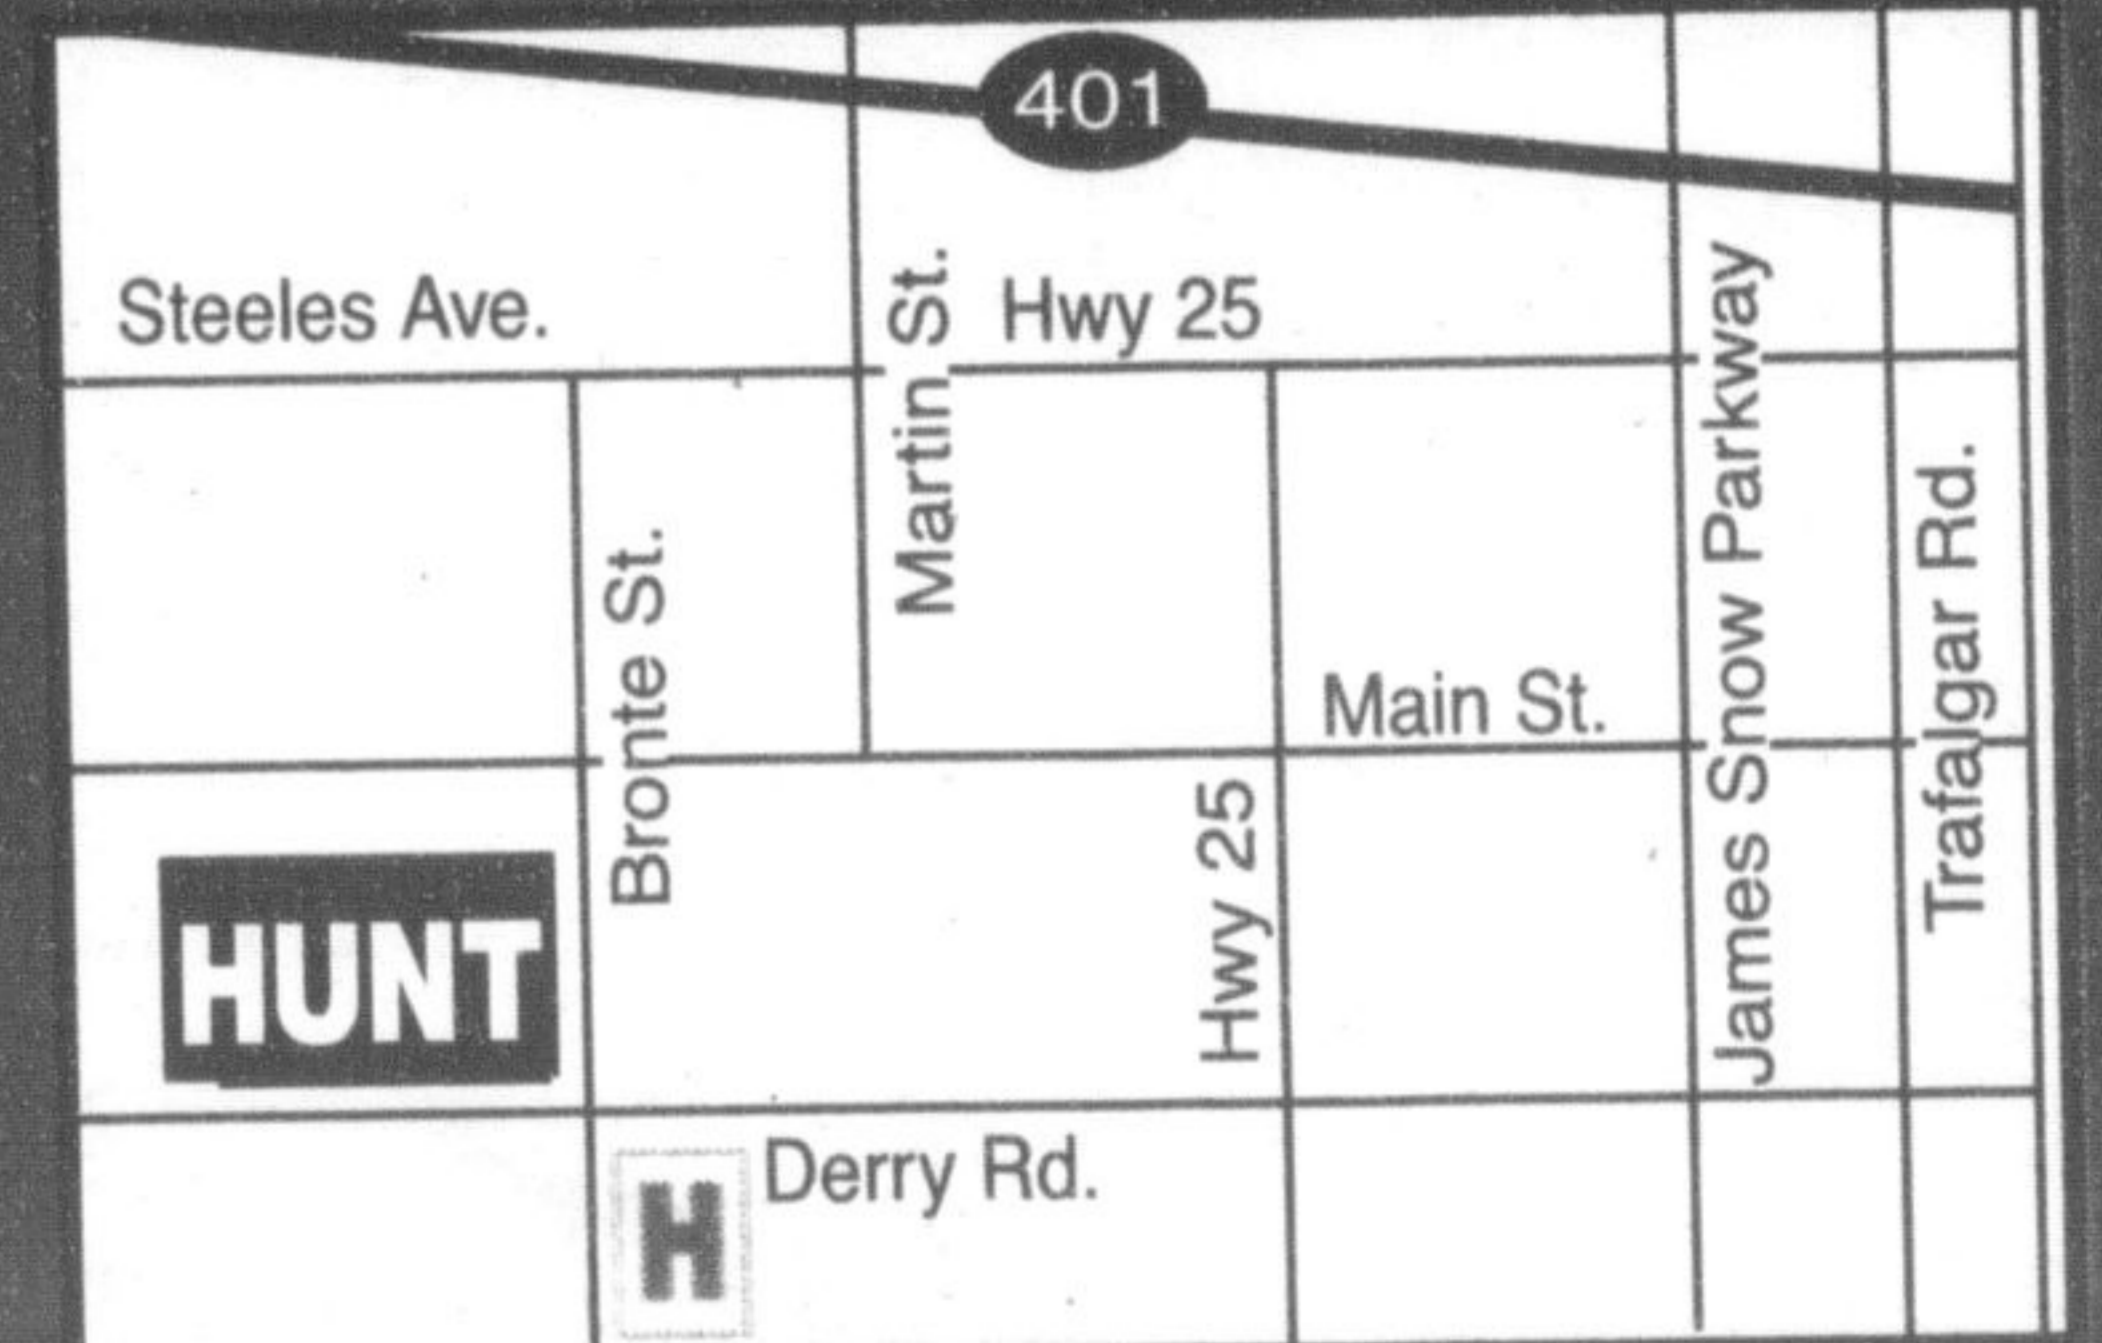 401
Steeles Ave.
Martin St.
Hwy 25
James Snow Parkway
Trafalgar Rd.
Bronte St.
Main St.
Hwy 25
HUNT
Derry Rd.
H